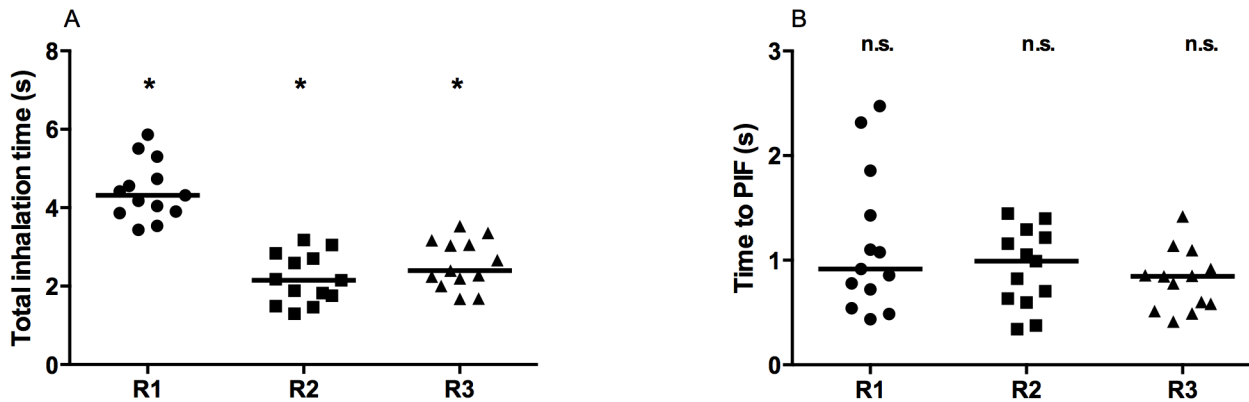 A
Total inhalation time (s)
8
6
4
2
0
* * *
R1 R2 R3
B
Time to PIF (s)
3
2
1
0
n.s. n.s. n.s.
R1 R2 R3